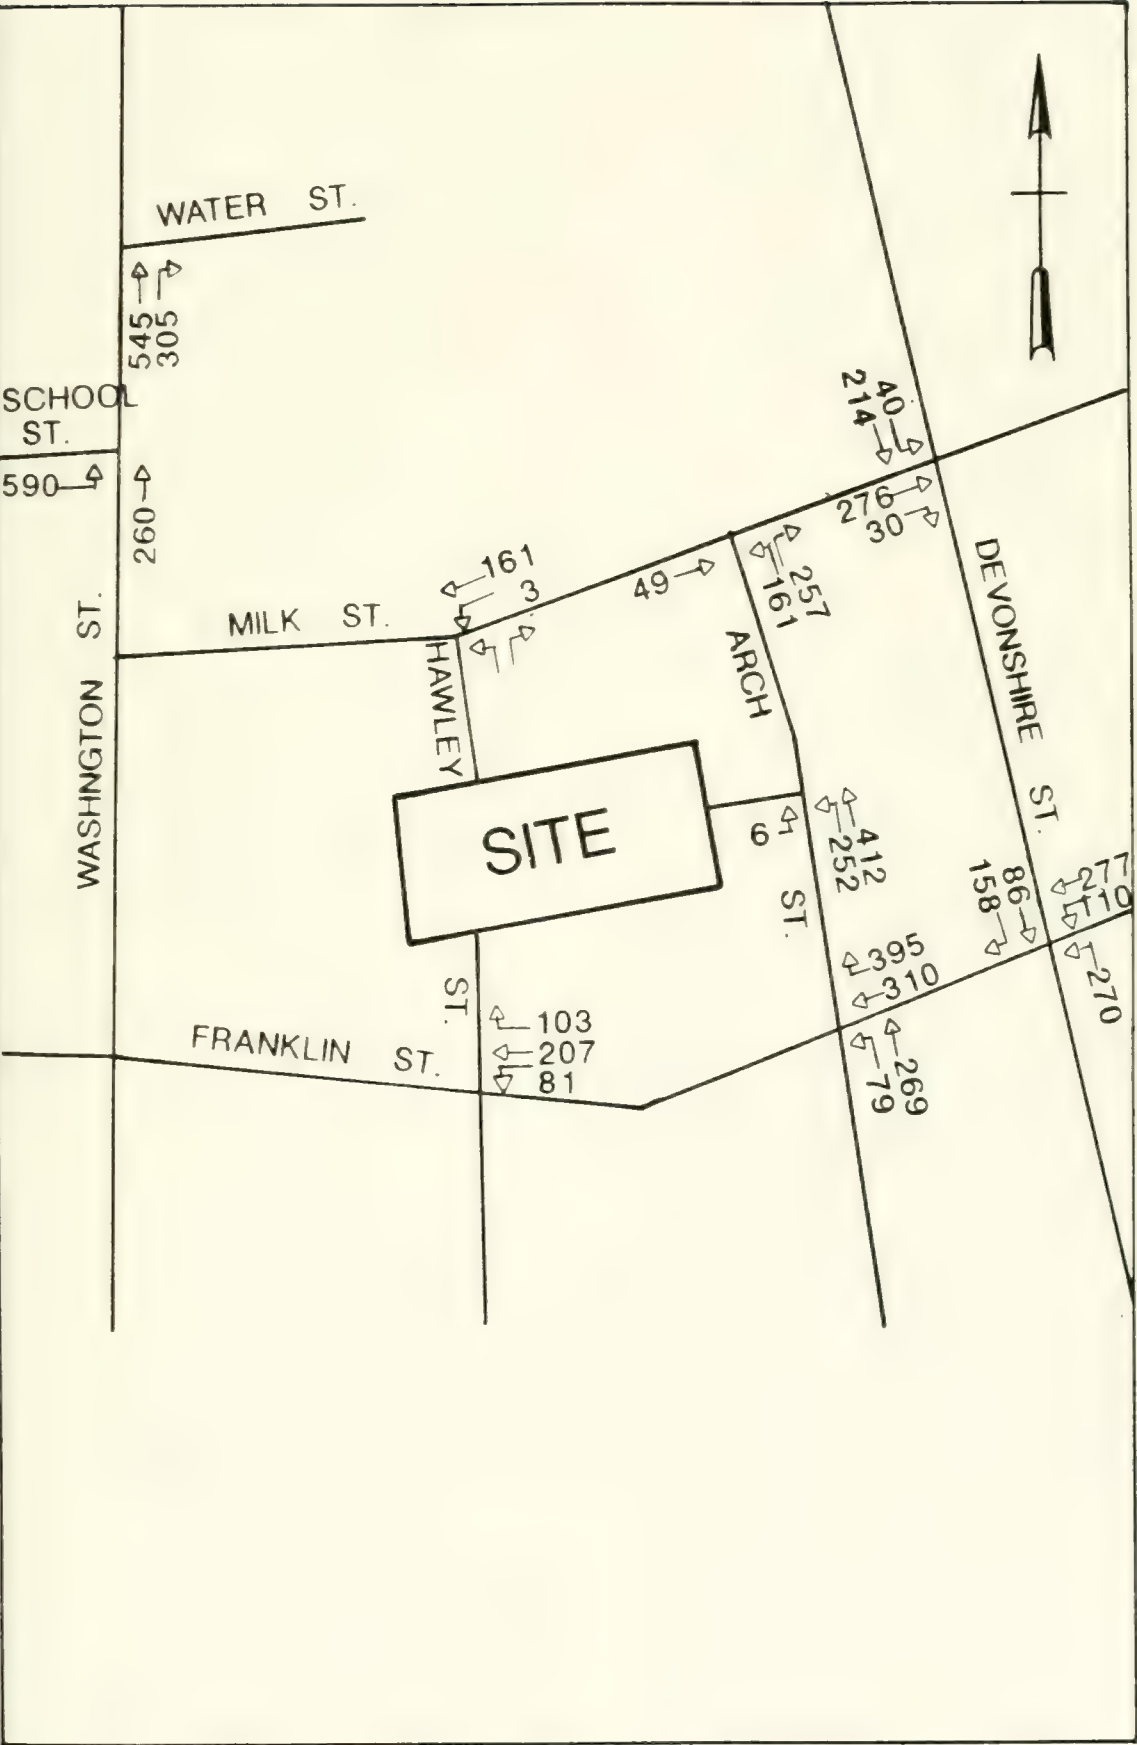 WATER ST.
545
305
SCHOOL
ST.
590
260
40
214
276
30
DEVONSHIRE ST.
161
3
49
257
161
MILK ST.
WASHNGTON ST.
HAWLEY ST.
ARCH ST.
SITE
6
412
252
277
110
86
158
270
395
310
103
207
81
FRANKLIN ST.
269
79